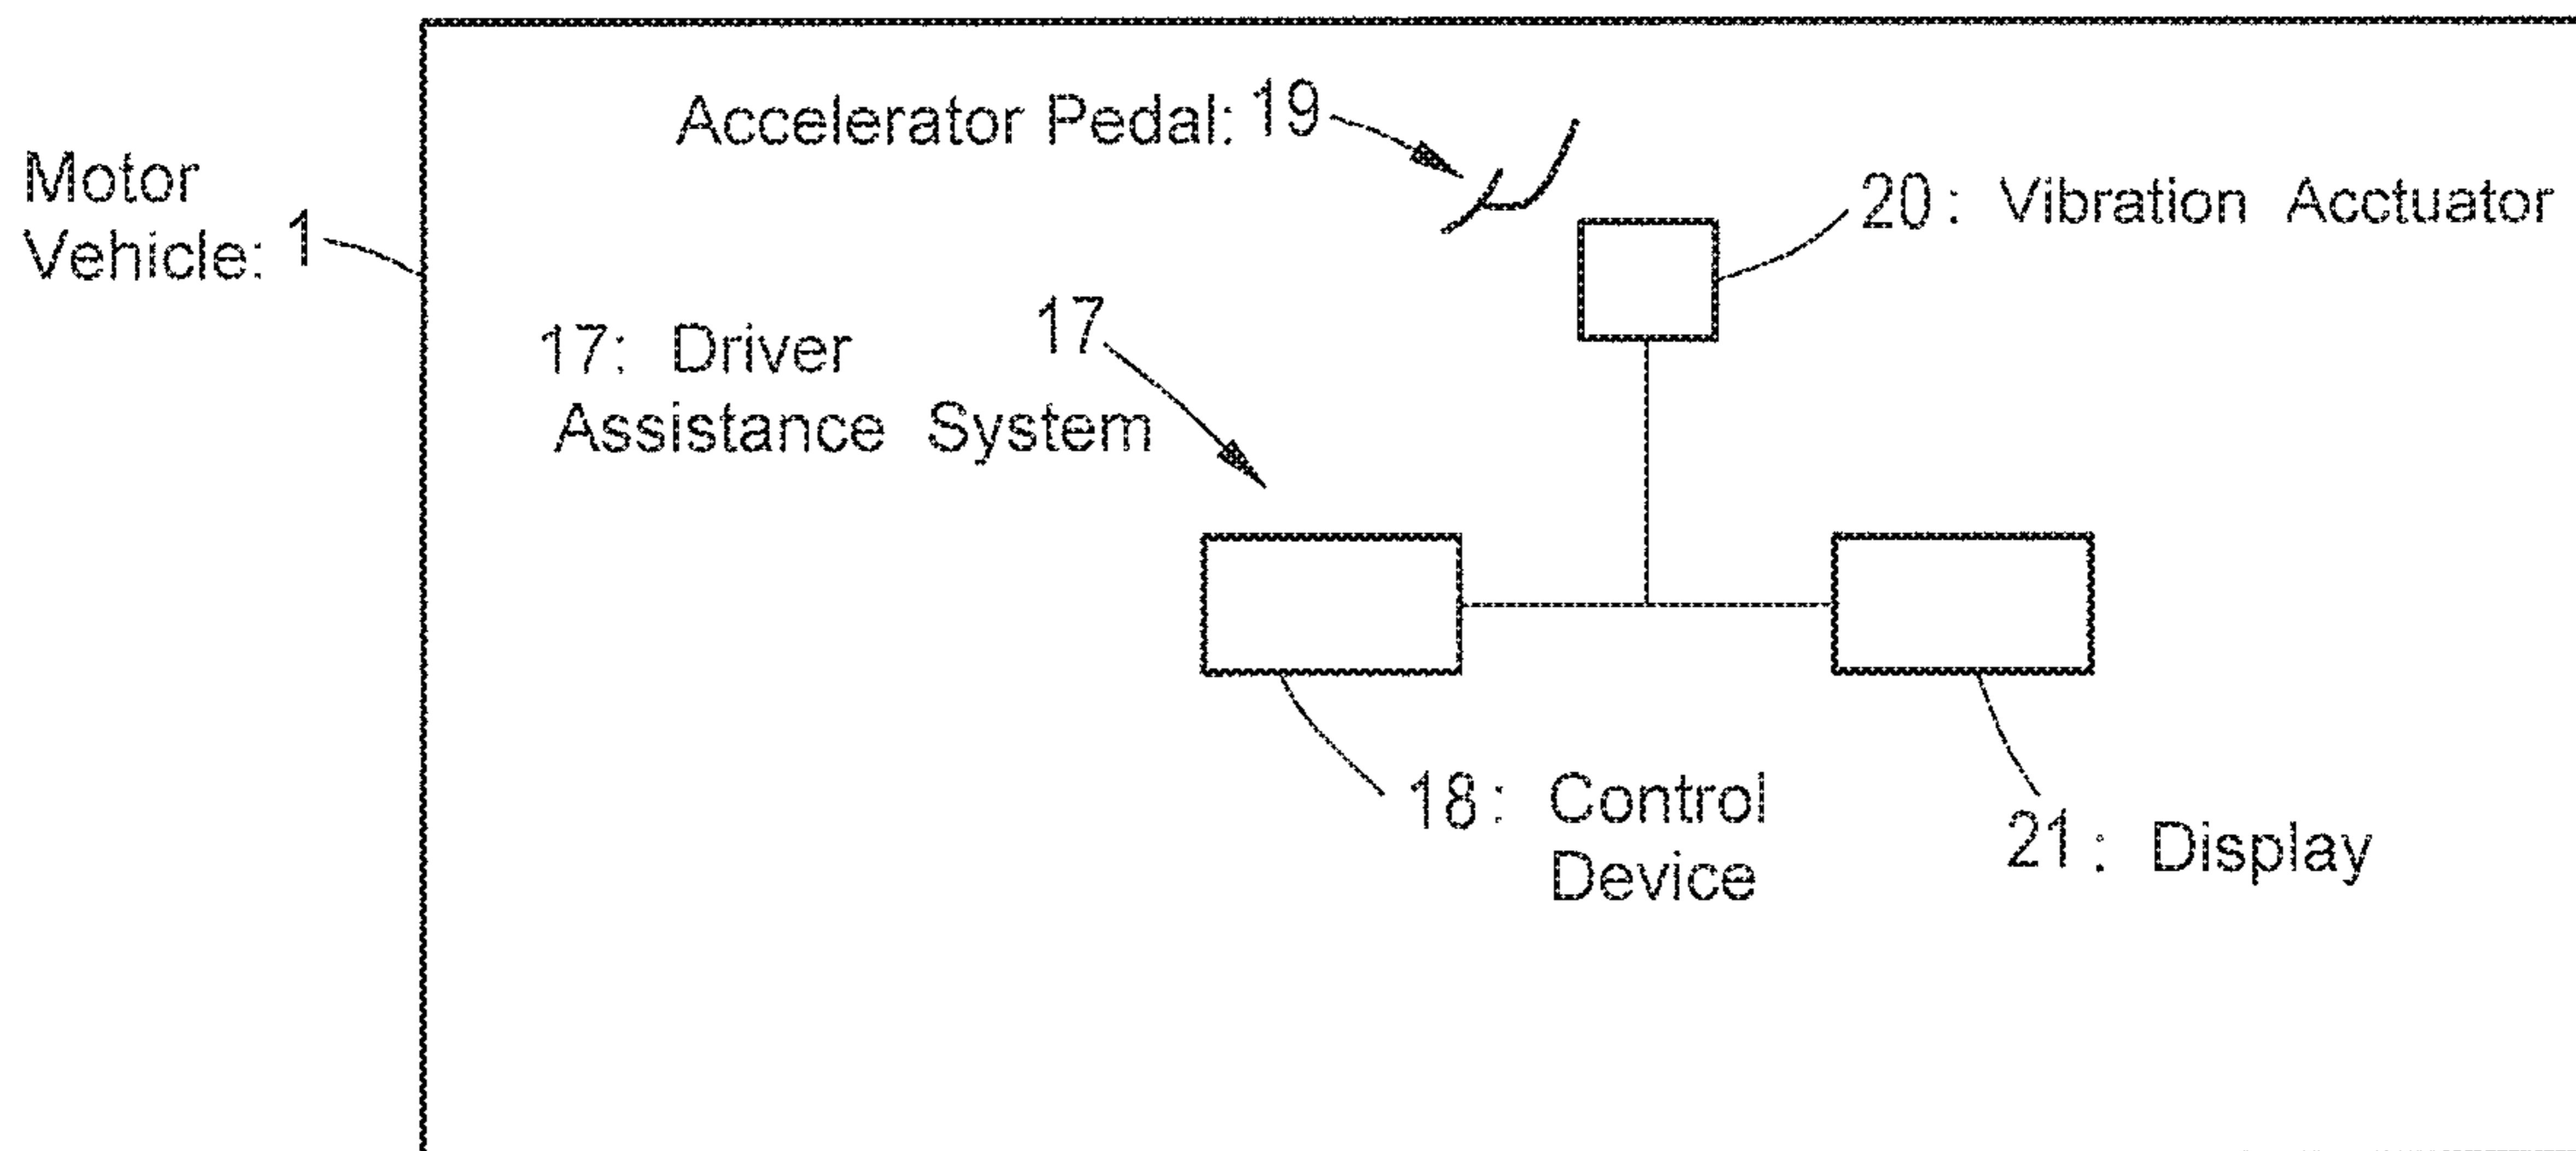 Accelerator Pedal: 19
Motor
Vehicle: 1
20: Vibration Acctuator
17: Driver
Assistance System
17
18: Control
Device
21: Display